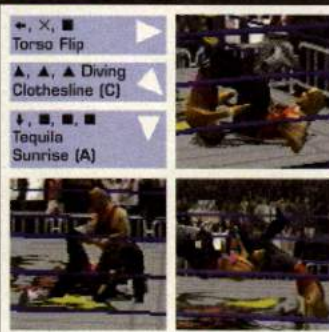 ←, ✕, ■
Torso Flip
▲, ▲, ▲ Diving
Clothesline (C)
↓, ■, ■, ■
Tequila
Sunrise (A)